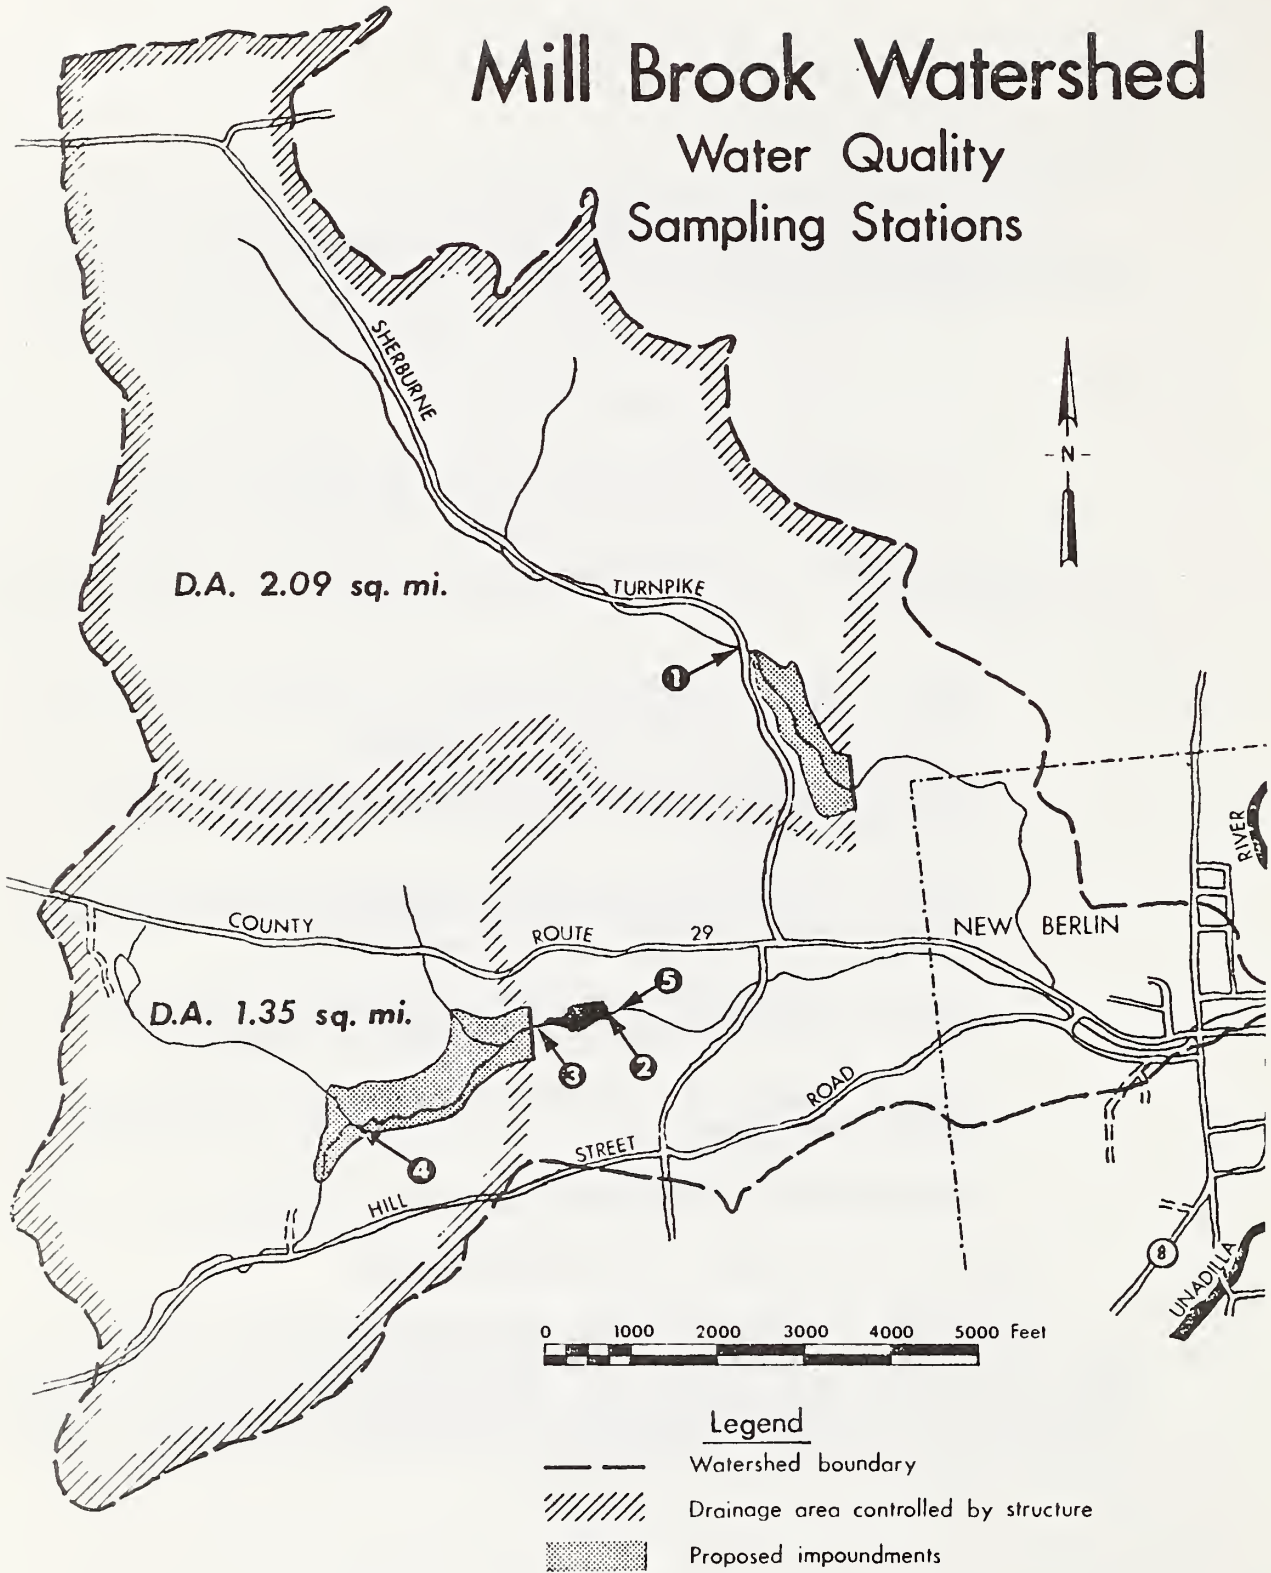 Mill Brook Watershed
Water Quality
Sampling Stations
SHERBURNE
-N-
D.A. 2.09 sq. mi.
TURNPIKE
1
RIVER
COUNTY
ROUTE
29
NEW BERLIN
5
D.A. 1.35 sq. mi.
3
2
ROAD
4
STREET
HILL
8
UNADILLA
0 1000 2000 3000 4000 5000 Feet
Legend
Watershed boundary
Drainage area controlled by structure
Proposed impoundments